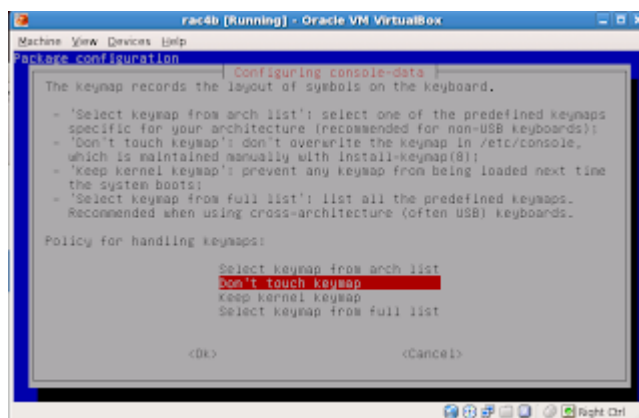 rac4b [Running] - Oracle VM VirtualBox
Machine View Devices Help
Package configuration
Configuring console-data
The keymap records the layout of symbols on the keyboard.
- 'Select keymap from arch list': select one of the predefined keymaps
specific for your architecture (recommended for non-USB keyboards);
- 'Don't touch keymap': don't overwrite the keymap in /etc/console,
which is maintained manually with install-keymap(8);
- 'Keep kernel keymap': prevent any keymap from being loaded next time
the system boots;
- 'Select keymap from full list': list all the predefined keymaps.
Recommended when using cross-architecture (often USB) keyboards.
Policy for handling keymaps:
Select keymap from arch list
Don't touch keymap
Keep kernel keymap
Select keymap from full list
<Ok> <Cancel>
Right Ctrl